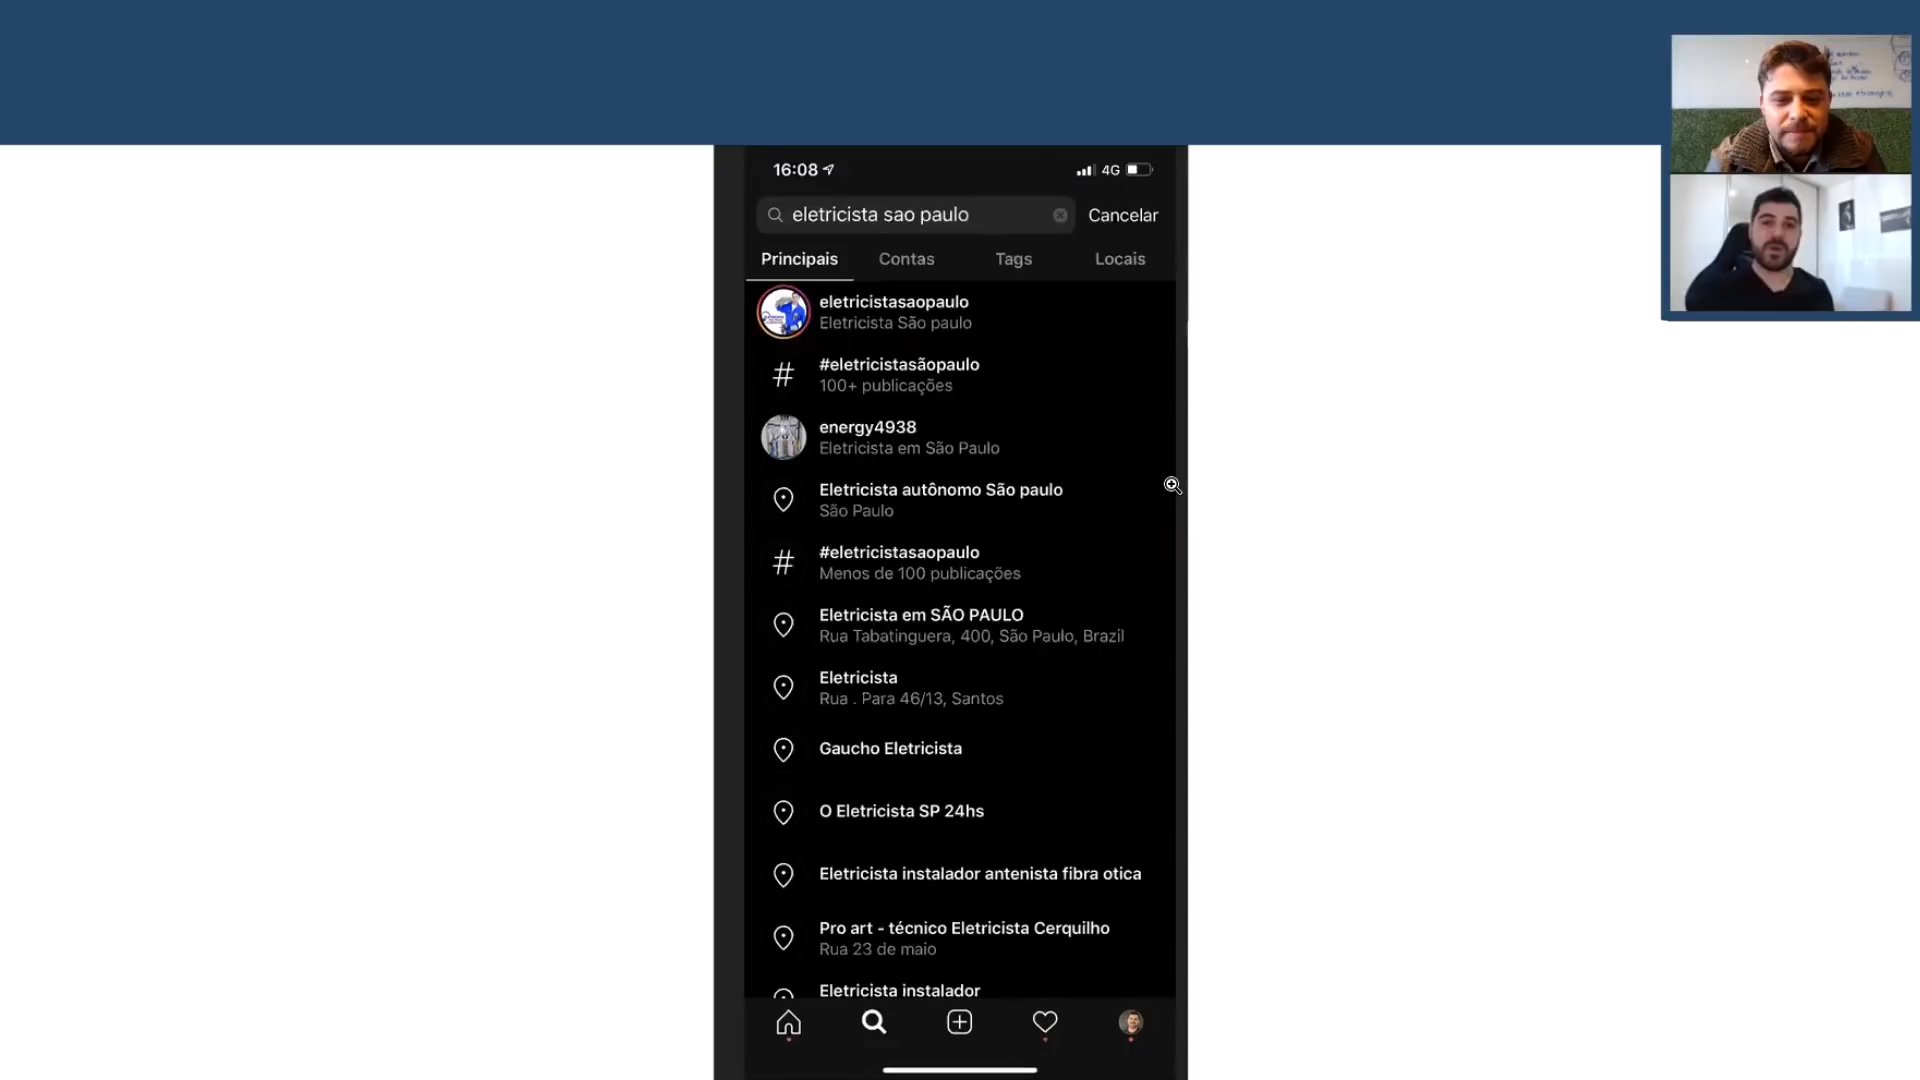 16:08
4G
eletricista sao paulo
Cancelar
Principais
Contas
Tags
Locais
eletricistasaopaulo
Eletricista São paulo
#eletricistasãopaulo
100+ publicações
energy4938
Eletricista em São Paulo
Eletricista autônomo São paulo
São Paulo
#eletricistasaopaulo
Menos de 100 publicações
Eletricista em SÃO PAULO
Rua Tabatinguera, 400, São Paulo, Brazil
Eletricista
Rua . Para 46/13, Santos
Gaucho Eletricista
O Eletricista SP 24hs
Eletricista instalador antenista fibra otica
Pro art - técnico Eletricista Cerquilho
Rua 23 de maio
Eletricista instalador